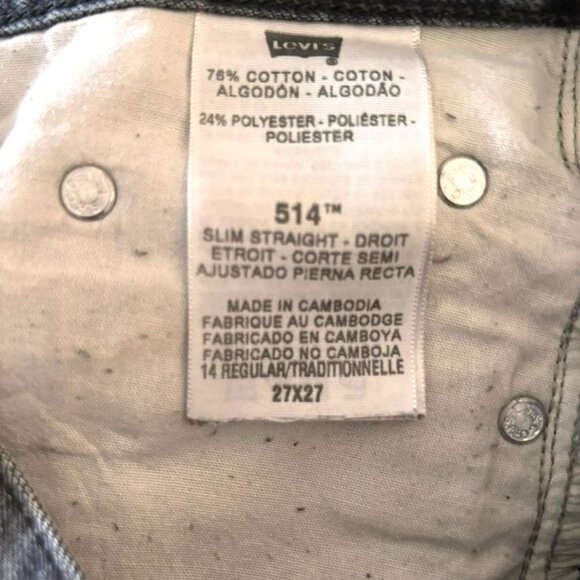 Levi's
®
76% COTTON - COTON -
ALGODÓN - ALGODÃO
24% POLYESTER - POLIÉSTER -
POLIESTER
514™
SLIM STRAIGHT - DROIT
ETROIT - CORTE SEMI
AJUSTADO PIERNA RECTA
MADE IN CAMBODIA
FABRIQUE AU CAMBODGE
FABRICADO EN CAMBOYA
FABRICADO NO CAMBOJA
14 REGULAR/TRADITIONNELLE
27X27